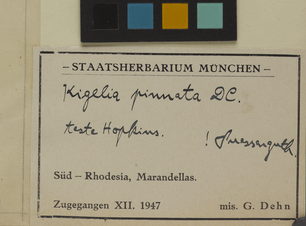 – STAATSHERBARIUM MÜNCHEN –
Kigelia pinnata DC.
teste Hopkins.
! Suessenguth.
Süd – Rhodesia, Marandellas.
Zugegangen XII. 1947 mis. G. Dehn